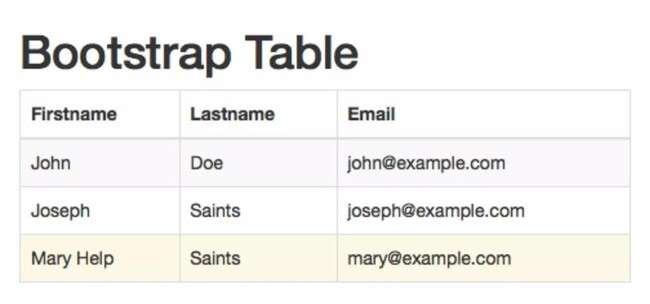 Bootstrap Table
Firstname Lastname Email
John Doe john@example.com
Joseph Saints joseph@example.com
Mary Help Saints mary@example.com